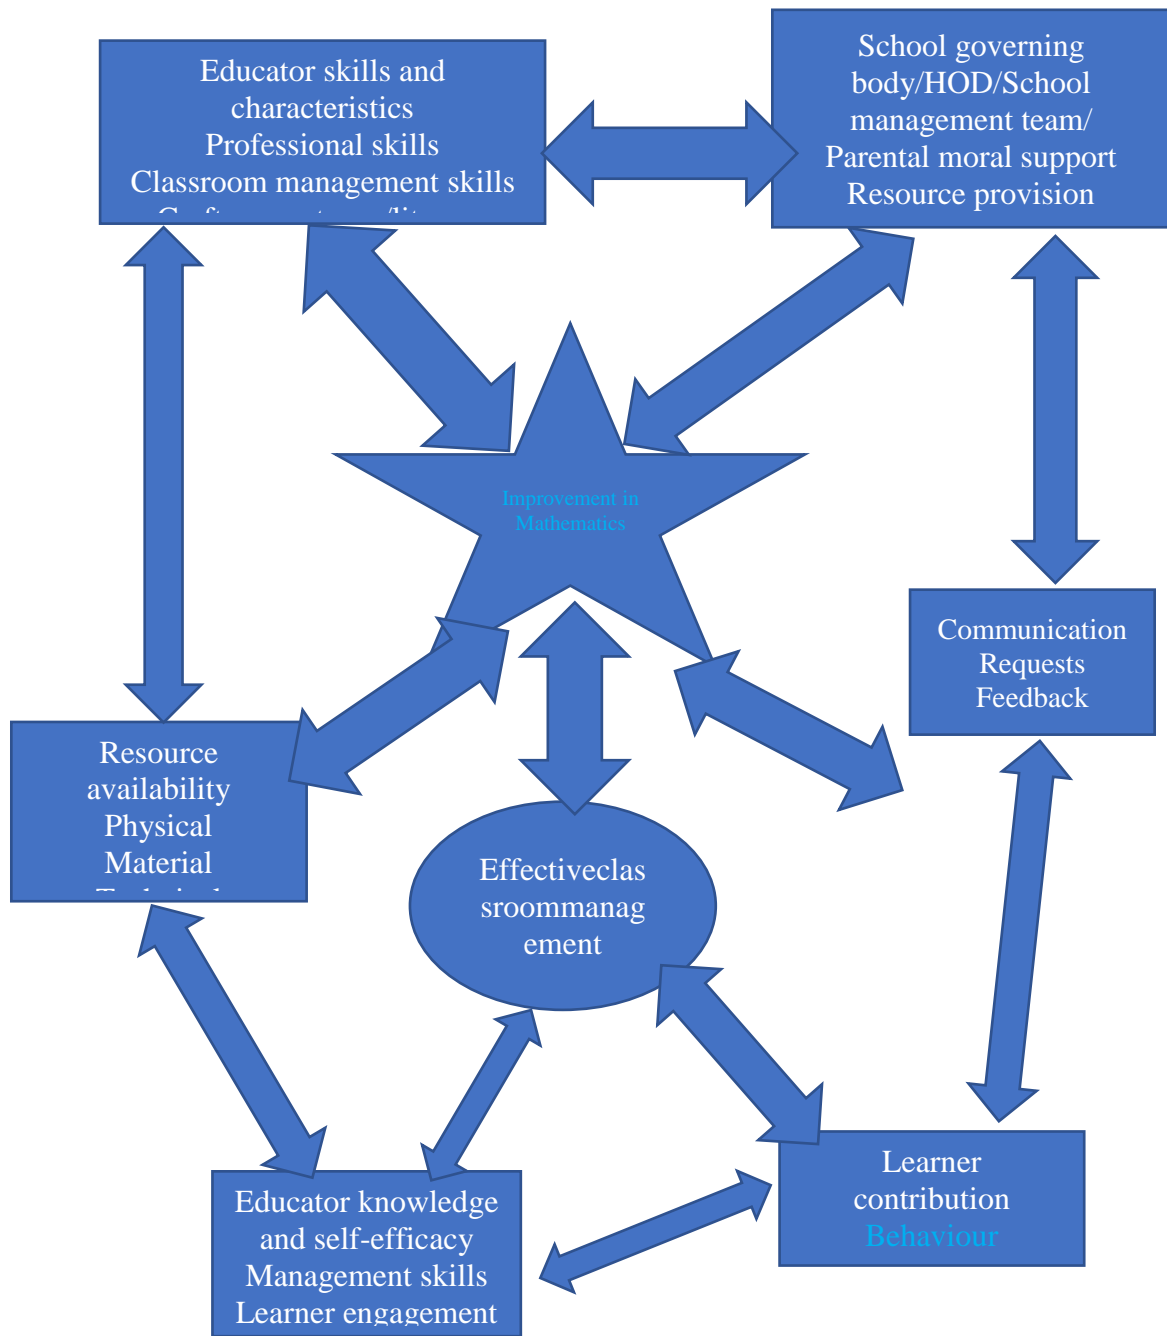 Educator skills and
characteristics
Professional skills
Classroom management skills
School governing
body/HOD/School
management team/
Parental moral support
Resource provision
Improvement in
Mathematics
Communication
Requests
Feedback
Resource
availability
Physical
Material
Effectiveclas
sroommanag
ement
Learner
contribution
Behaviour
Educator knowledge
and self-efficacy
Management skills
Learner engagement